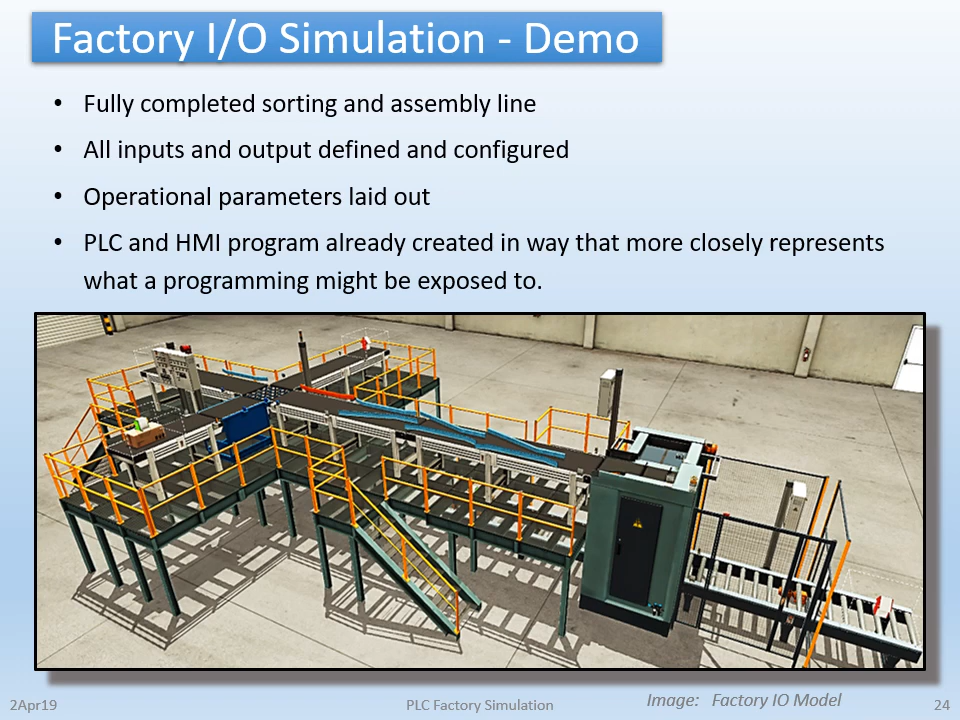 Factory I/O Simulation - Demo
• Fully completed sorting and assembly line
• All inputs and output defined and configured
• Operational parameters laid out
• PLC and HMI program already created in way that more closely represents
what a programming might be exposed to.
Image: Factory IO Model
2Apr19
PLC Factory Simulation
24